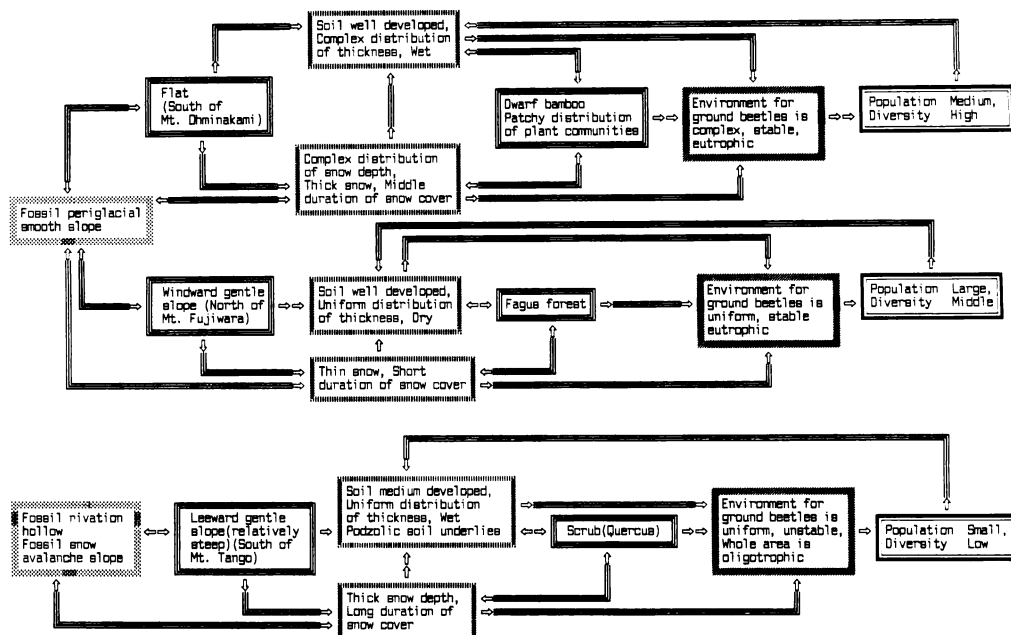 Soil well developed,
Complex distribution
of thickness, Wet
Flat
(South of
Mt. Ohminakami)
Dwarf bamboo
Patchy distribution
of plant communities
Environment for
ground beetles is
complex, stable,
eutrophic
Population Medium,
Diversity High
Complex distribution
of snow depth,
Thick snow, Middle
duration of snow cover
Fossil periglacial
smooth slope
Windward gentle
slope (North of
Mt. Fujiwara)
Soil well developed,
Uniform distribution
of thickness, Dry
Fagus forest
Environment for
ground beetles is
uniform, stable
eutrophic
Population Large,
Diversity Middle
Thin snow, Short
duration of snow cover
Fossil rivation
hollow
Fossil snow
avalanche slope
Leeward gentle
slope(relatively
steep)(South of
Mt. Tango)
Soil medium developed,
Uniform distribution
of thickness, Wet
Podzolic soil underlies
Scrub(Quercus)
Environment for
ground beetles is
uniform, unstable,
Whole area is
oligotrophic
Population Small,
Diversity Low
Thick snow depth,
Long duration of
snow cover